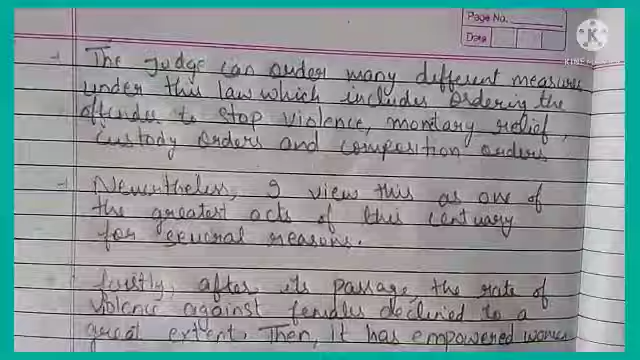 Page No.
Date
KINEMASTER
The Judge can order many different measures
under this law which includes ordering the
offender to stop violence, monetary relief,
custody orders and composition orders
Nevertheless, I view this as one of
the greatest acts of this centuary
for several reasons.
firstly, after its passage, the rate of
violence against females declined to a
great extent. Then, it has empowered women